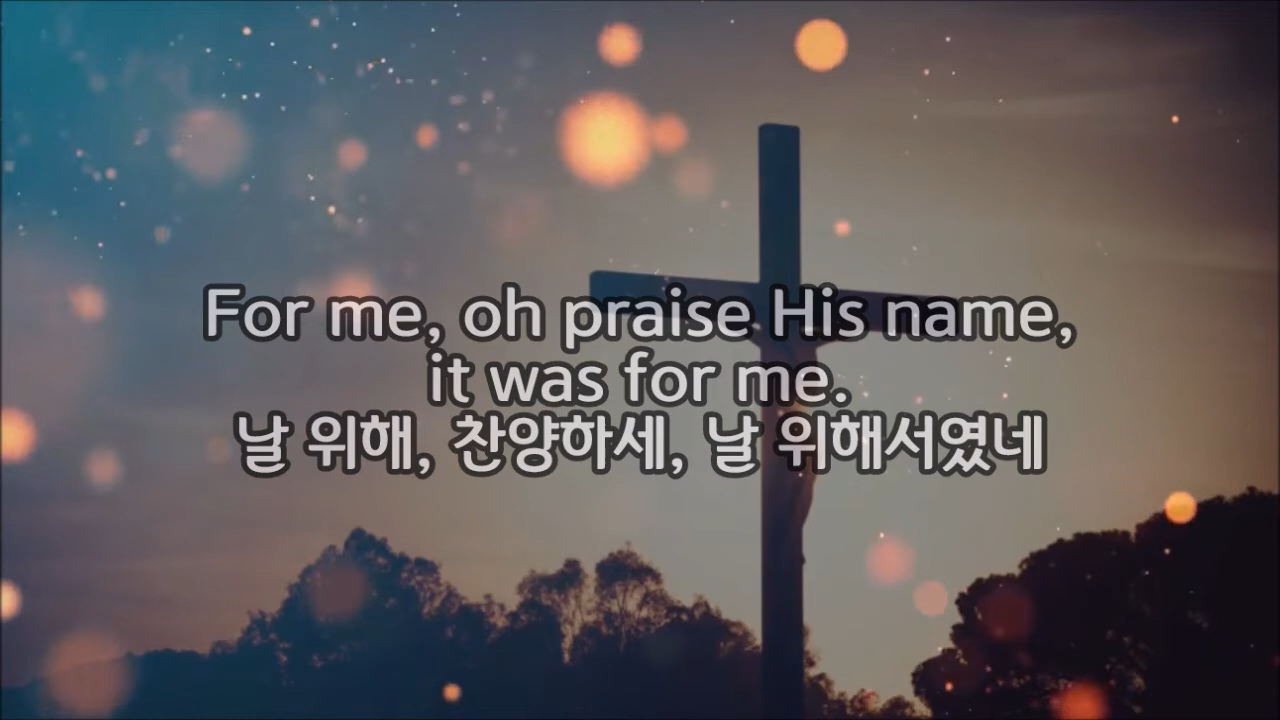 For me, oh praise His name,
it was for me.
날 위해, 찬양하세, 날 위해서였네